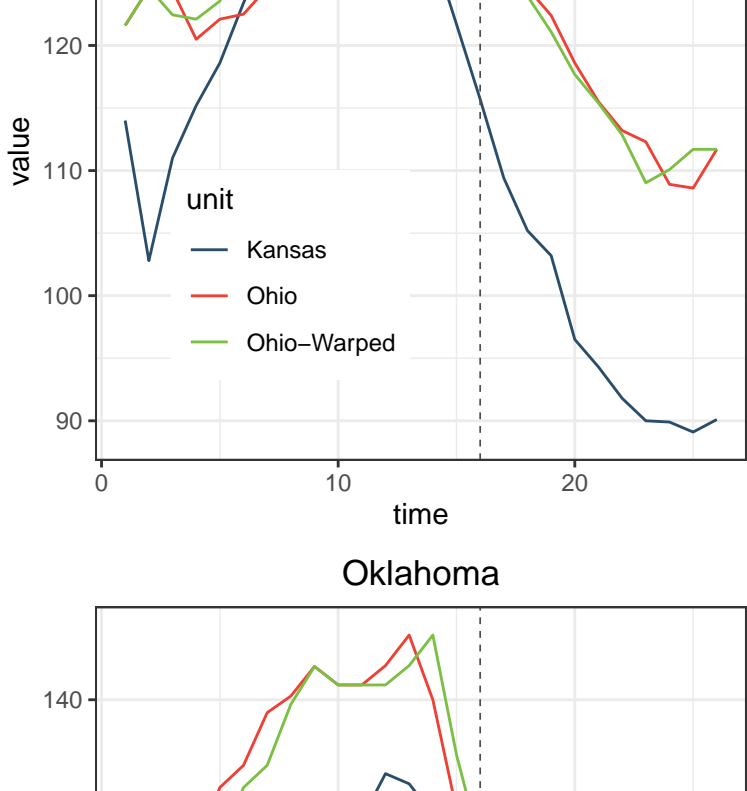 120
110
100
90
value
unit
Kansas
Ohio
Ohio−Warped
0 10 20
time
Oklahoma
140